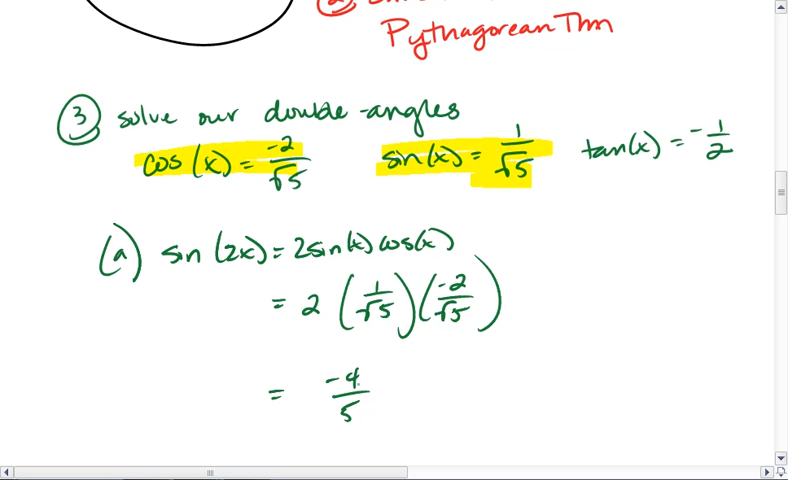 Pythagorean Thm
③ solve our double-angles
cos(x) = -2/√5 sin(x) = 1/√5 tan(x) = -1/2
(a) sin(2x) = 2sin(x)cos(x)
= 2 (1/√5)(-2/√5)
= -4/5